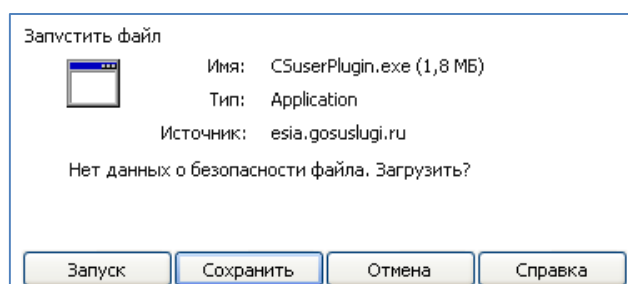 Запустить файл
Имя: CSuserPlugin.exe (1,8 МБ)
Тип: Application
Источник: esia.gosuslugi.ru
Нет данных о безопасности файла. Загрузить?
Запуск Сохранить Отмена Справка